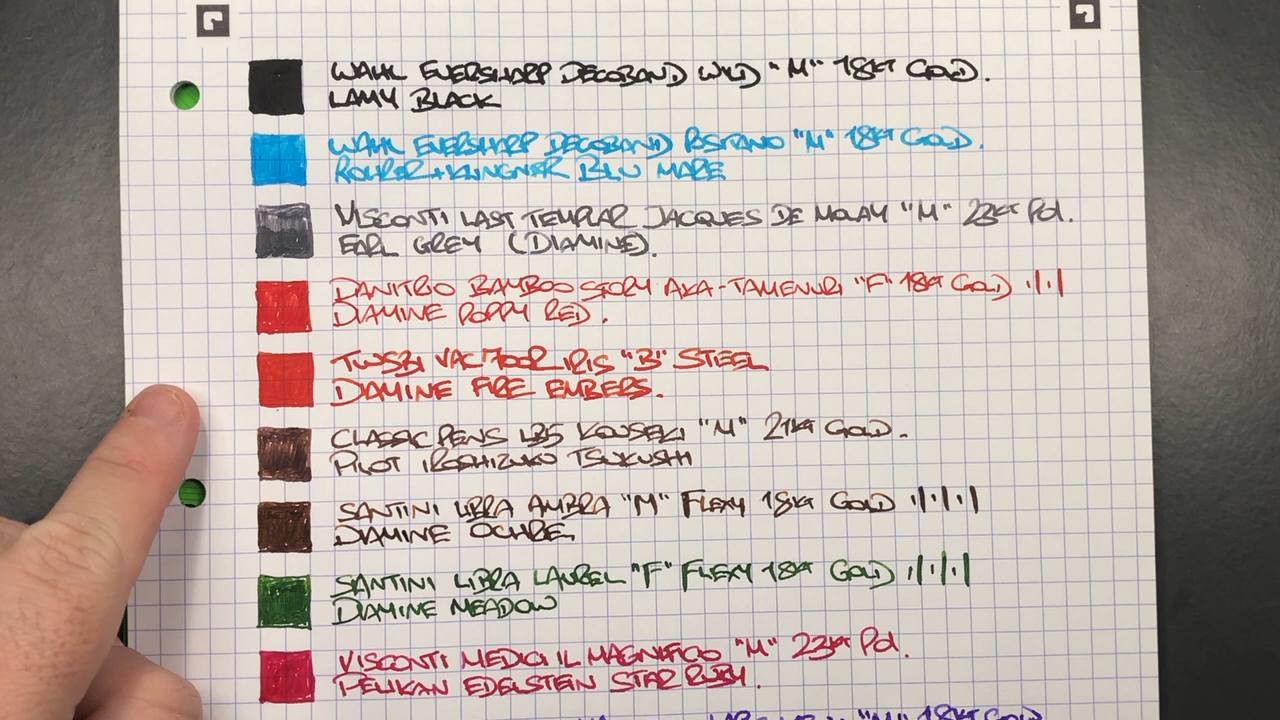 WAHL EVERSHARP DECOBAND WILD "M" 18KT GOLD.
LAMY BLACK
WAHL EVERSHARP DECOBAND POSITANO "M" 18KT GOLD.
ROHRER + KLINGNER BLU MARE
VISCONTI LAST TEMPLAR JACQUES DE MOLAY "M" 23KT Pd.
EARL GREY (DIAMINE).
DANITRIO BAMBOO STORY AKA-TAMENURI "F" 18KT GOLD
DIAMINE POPPY RED.
TWSBI VAC700R IRIS "B" STEEL
DIAMINE FIRE EMBERS.
CLASSIC PENS LB5 KOUSEKI "M" 21KT GOLD.
PILOT IROSHIZUKU TSUKUSHI
SANTINI LIBRA AMBRA "M" FLEXY 18KT GOLD
DIAMINE OCHRE.
SANTINI LIBRA LAUREL "F" FLEXY 18KT GOLD
DIAMINE MEADOW
VISCONTI MEDICI IL MAGNIFICO "M" 23KT Pd.
PELIKAN EDELSTEIN STAR RUBY.
"M" 18KT GOLD